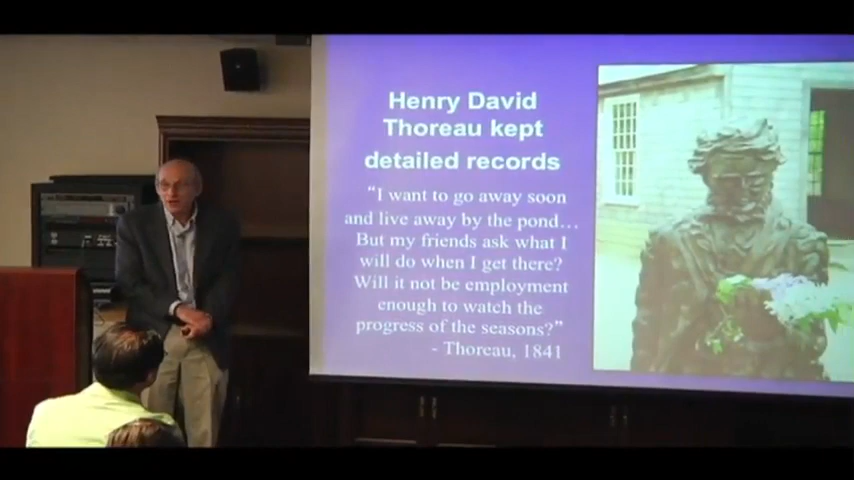 Henry David
Thoreau kept
detailed records
“I want to go away soon
and live away by the pond…
But my friends ask what I
will do when I get there?
Will it not be employment
enough to watch the
progress of the seasons?”
- Thoreau, 1841